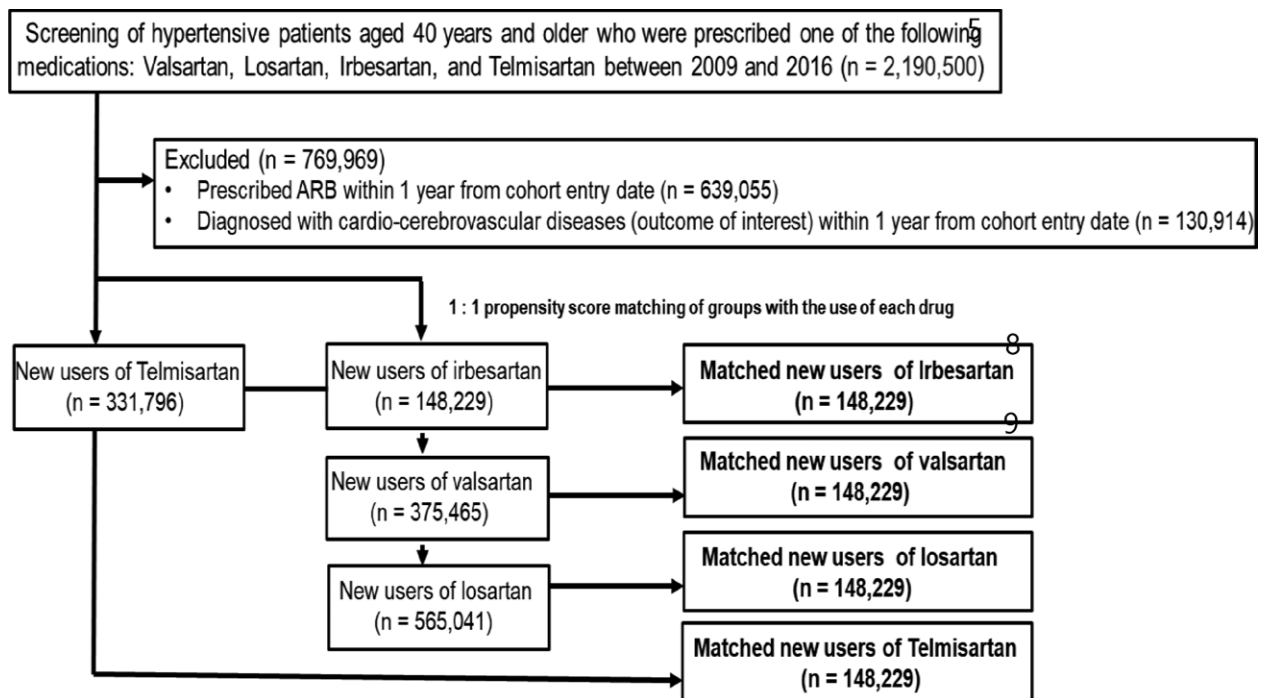 Screening of hypertensive patients aged 40 years and older who were prescribed one of the following
5
medications: Valsartan, Losartan, Irbesartan, and Telmisartan between 2009 and 2016 (n = 2,190,500)
Excluded (n = 769,969)
• Prescribed ARB within 1 year from cohort entry date (n = 639,055)
• Diagnosed with cardio-cerebrovascular diseases (outcome of interest) within 1 year from cohort entry date (n = 130,914)
1 : 1 propensity score matching of groups with the use of each drug
New users of Telmisartan
(n = 331,796)
New users of irbesartan
(n = 148,229)
8
Matched new users of Irbesartan
(n = 148,229)
9
New users of valsartan
(n = 375,465)
Matched new users of valsartan
(n = 148,229)
New users of losartan
(n = 565,041)
Matched new users of losartan
(n = 148,229)
Matched new users of Telmisartan
(n = 148,229)